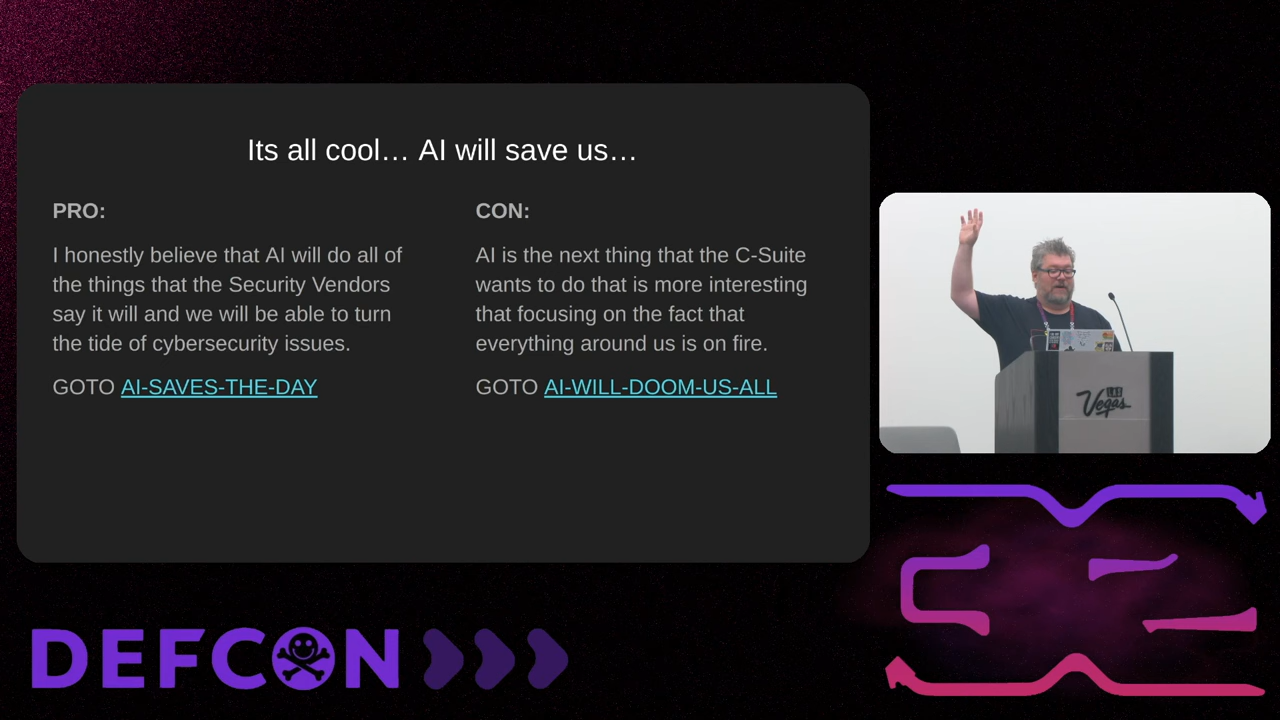 Its all cool… AI will save us…
PRO:
I honestly believe that AI will do all of
the things that the Security Vendors
say it will and we will be able to turn
the tide of cybersecurity issues.
GOTO AI-SAVES-THE-DAY
CON:
AI is the next thing that the C-Suite
wants to do that is more interesting
that focusing on the fact that
everything around us is on fire.
GOTO AI-WILL-DOOM-US-ALL
LAS
Vegas
DEFCON